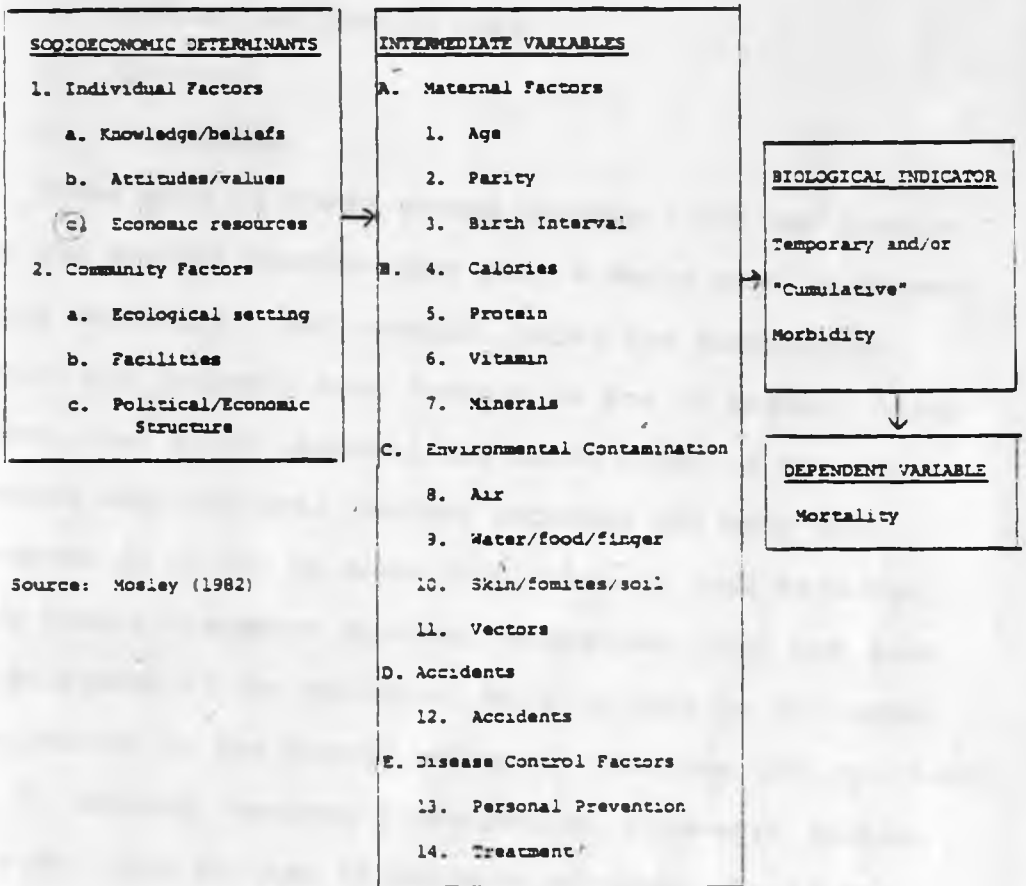 SOCIOECONOMIC DETERMINANTS
1. Individual Factors
a. Knowledge/beliefs
b. Attitudes/values
c) Economic resources
2. Community Factors
a. Ecological setting
b. Facilities
c. Political/Economic
Structure
Source: Mosley (1982)
INTERMEDIATE VARIABLES
A. Maternal Factors
1. Age
2. Parity
3. Birth Interval
B. 4. Calories
5. Protein
6. Vitamin
7. Minerals
C. Environmental Contamination
8. Air
9. Water/food/finger
10. Skin/fomites/soil
11. Vectors
D. Accidents
12. Accidents
E. Disease Control Factors
13. Personal Prevention
14. Treatment
BIOLOGICAL INDICATOR
Temporary and/or
"Cumulative"
Morbidity
DEPENDENT VARIABLE
Mortality